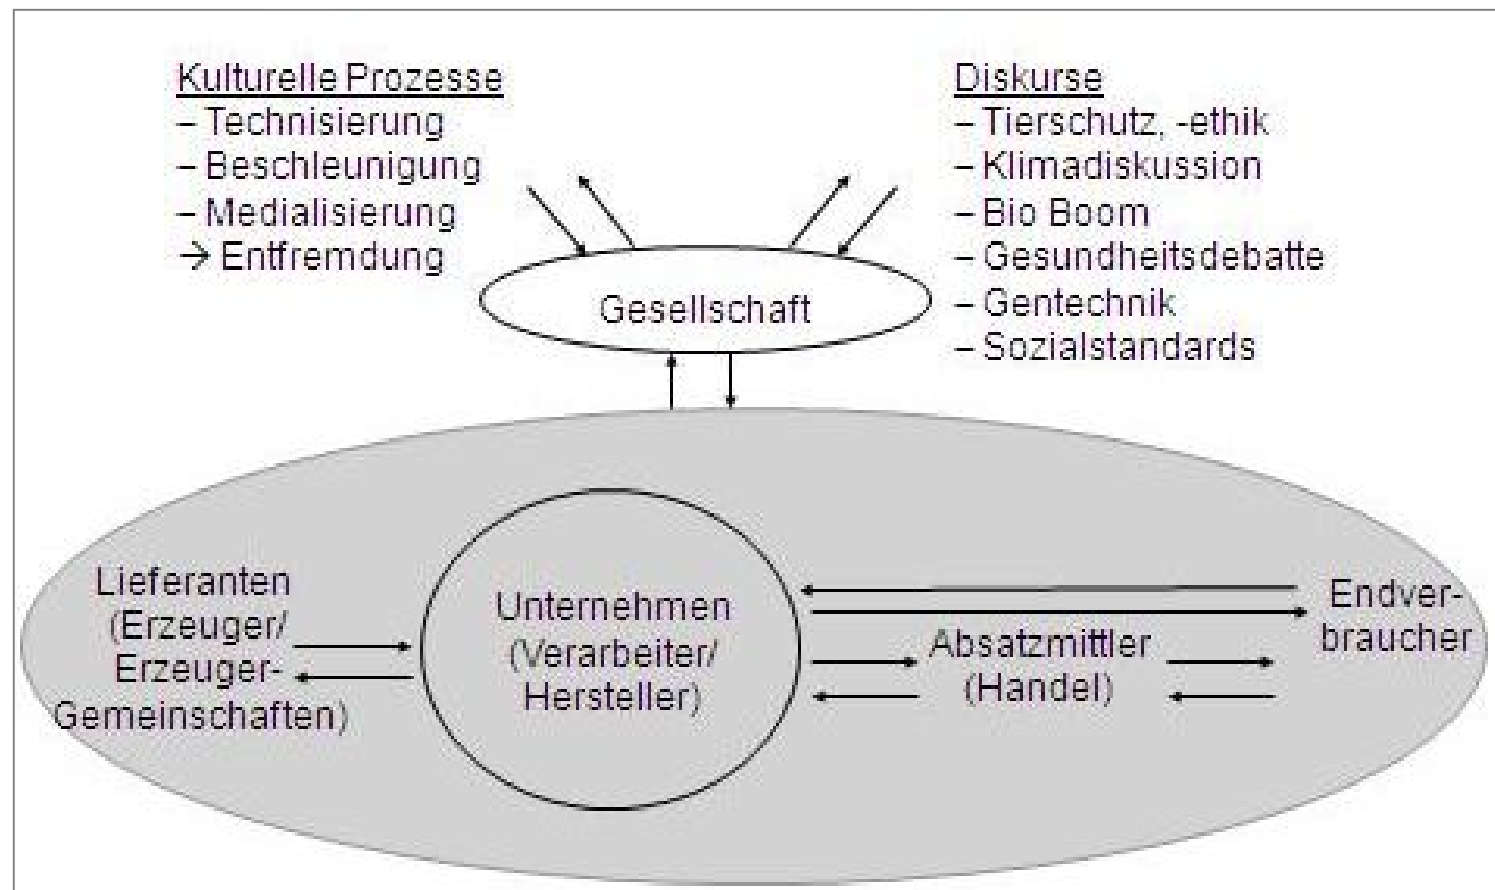 Kulturelle Prozesse
– Technisierung
– Beschleunigung
– Medialisierung
→ Entfremdung
Diskurse
– Tierschutz, -ethik
– Klimadiskussion
– Bio Boom
– Gesundheitsdebatte
– Gentechnik
– Sozialstandards
Gesellschaft
Lieferanten
(Erzeuger/
Erzeuger-
Gemeinschaften)
Unternehmen
(Verarbeiter/
Hersteller)
Absatzmittler
(Handel)
Endver-
braucher